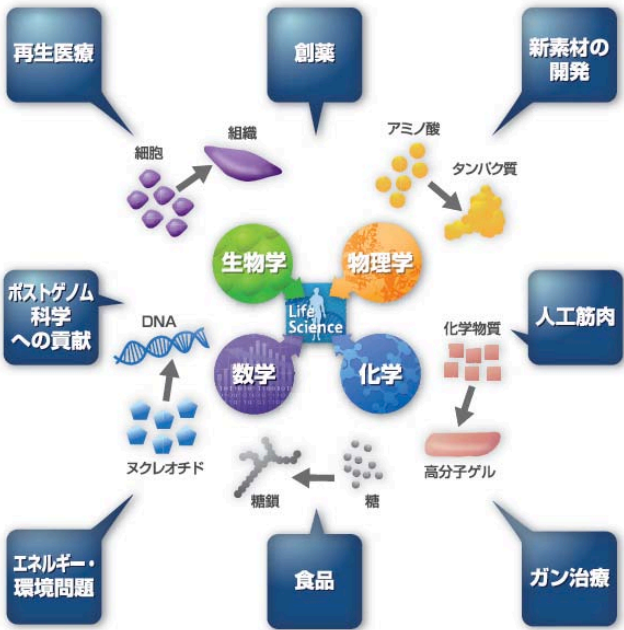 再生医療
創薬
新素材の
開発
細胞
組織
アミノ酸
タンパク質
生物学
物理学
Life
Science
数学
化学
ポストゲノム
科学
への貢献
DNA
ヌクレオチド
化学物質
高分子ゲル
人工筋肉
糖鎖
糖
エネルギー・
環境問題
食品
ガン治療